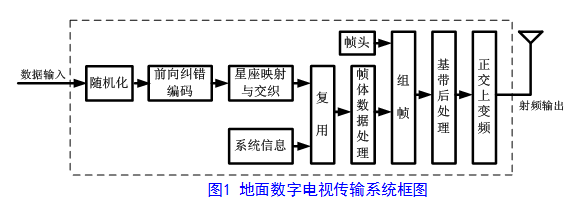 数据输入
随机化
前向纠错
编码
星座映射
与交织
系统信息
复用
帧头
帧体数据处理
组帧
基带后处理
正交上变频
射频输出
图1 地面数字电视传输系统框图